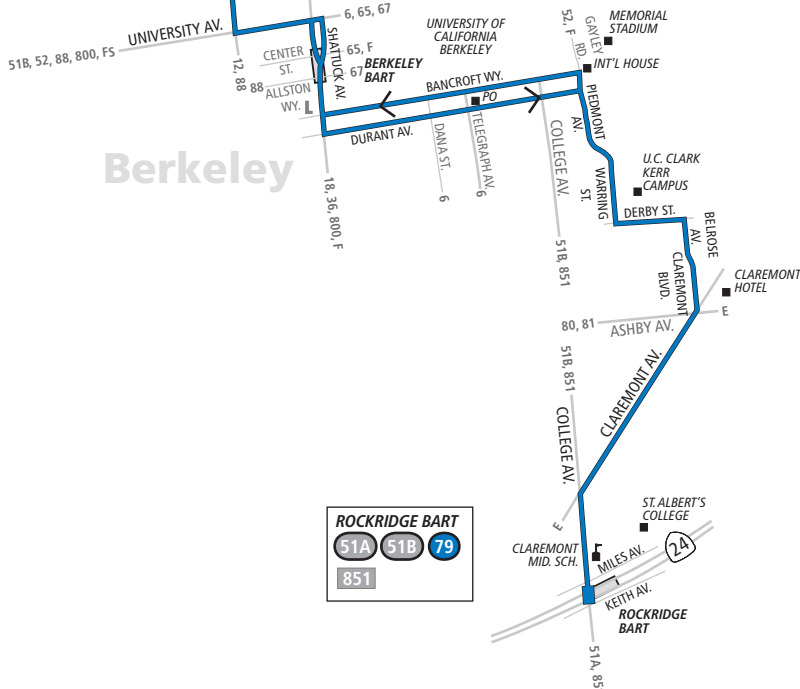 6, 65, 67
UNIVERSITY AV.
51B, 52, 88, 800, FS
12, 88
SHATTUCK AV.
CENTER
ST.
65, F
67
88
ALLSTON
WY.
L
BERKELEY
BART
UNIVERSITY OF
CALIFORNIA
BERKELEY
52, F
GAYLEY
RD.
MEMORIAL
STADIUM
INT'L HOUSE
BANCROFT WY.
PO
DURANT AV.
DANA ST.
6
TELEGRAPH AV.
6
COLLEGE AV.
51B, 851
PIEDMONT
AV.
WARRING
ST.
U.C. CLARK
KERR
CAMPUS
DERBY ST.
BELROSE
AV.
CLAREMONT
BLVD.
CLAREMONT
HOTEL
Berkeley
18, 36, 800, F
80, 81
ASHBY AV.
E
51B, 851
COLLEGE AV.
CLAREMONT AV.
E
ST. ALBERT'S
COLLEGE
CLAREMONT
MID. SCH.
MILES AV.
24
KEITH AV.
ROCKRIDGE
BART
51A, 851
ROCKRIDGE BART
51A 51B 79
851